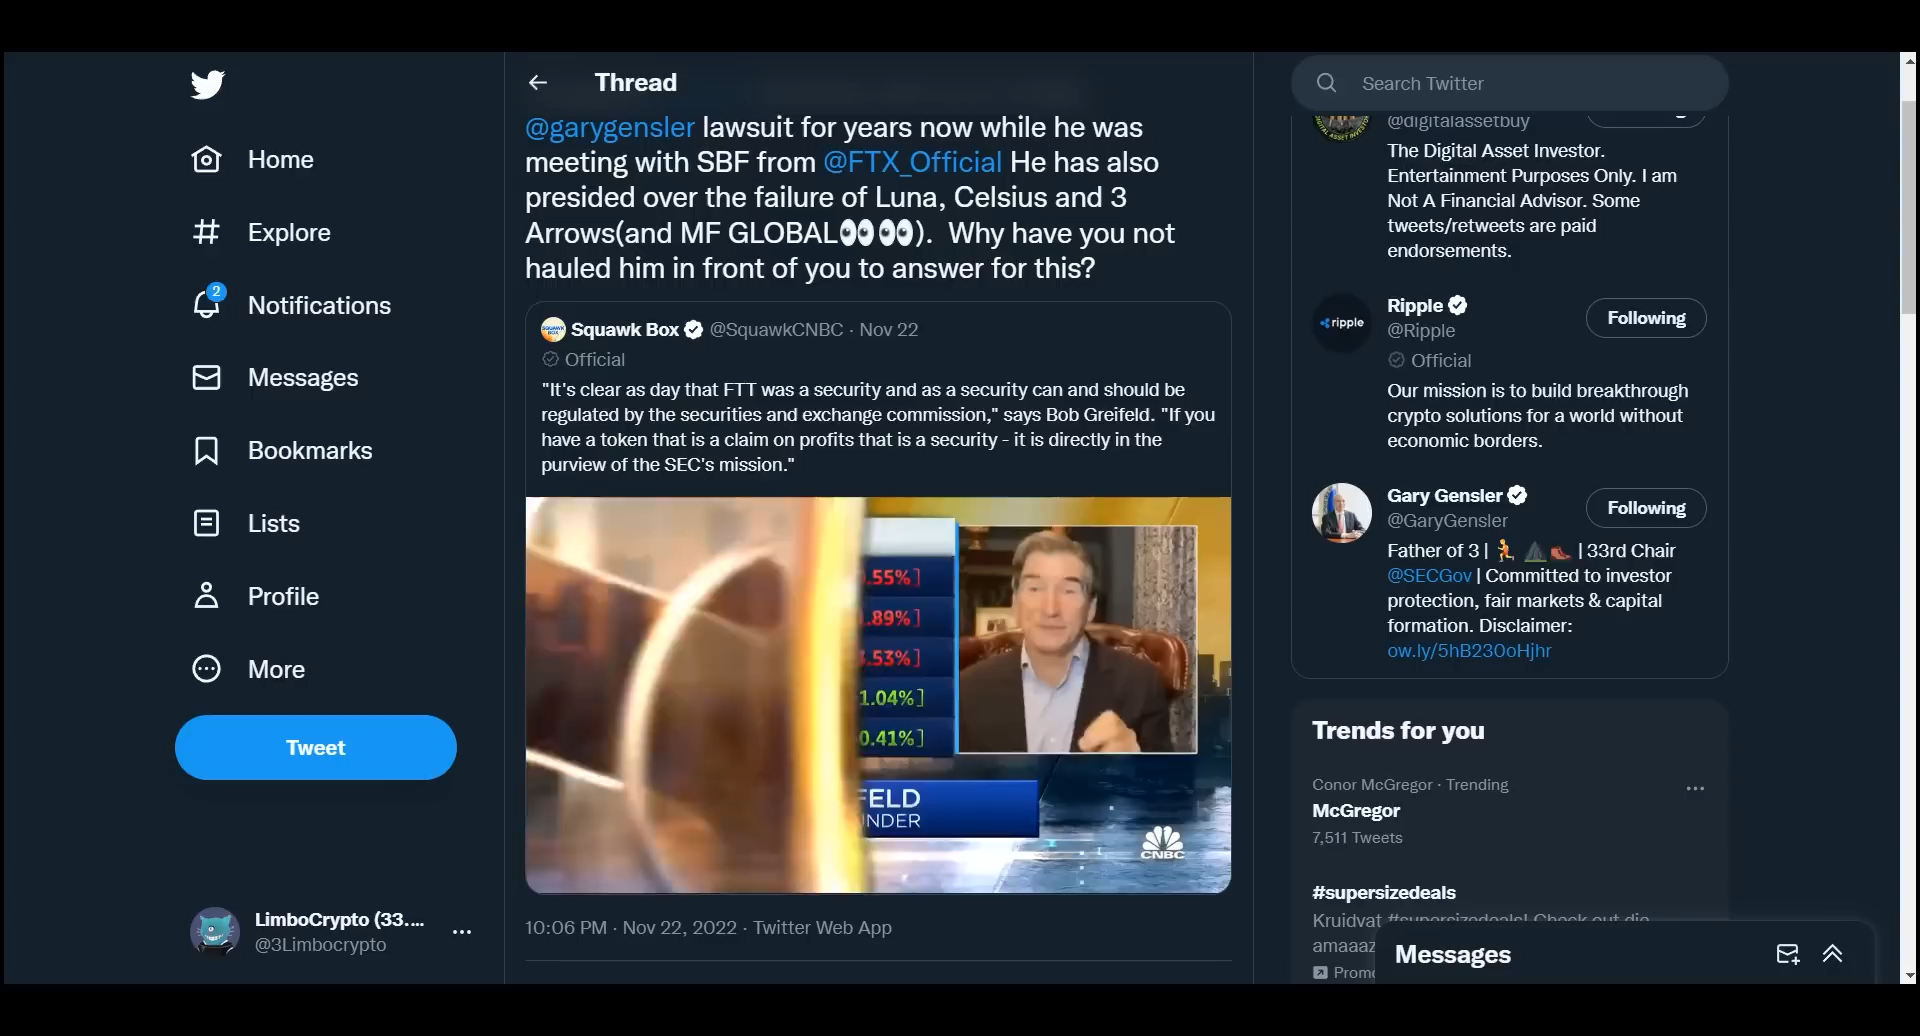 Home
Explore
2
Notifications
Messages
Bookmarks
Lists
Profile
More
Tweet
LimboCrypto (33....
@3Limbocrypto
Thread
@garygensler lawsuit for years now while he was
meeting with SBF from @FTX_Official He has also
presided over the failure of Luna, Celsius and 3
Arrows(and MF GLOBAL👀👀).  Why have you not
hauled him in front of you to answer for this?
Squawk Box @SquawkCNBC · Nov 22
Official
"It's clear as day that FTT was a security and as a security can and should be
regulated by the securities and exchange commission," says Bob Greifeld. "If you
have a token that is a claim on profits that is a security - it is directly in the
purview of the SEC's mission."
.55%]
.89%]
.53%]
1.04%]
0.41%]
FELD
NDER
CNBC
10:06 PM · Nov 22, 2022 · Twitter Web App
Search Twitter
@digitalassetbuy
The Digital Asset Investor.
Entertainment Purposes Only. I am
Not A Financial Advisor. Some
tweets/retweets are paid
endorsements.
ripple
Ripple
@Ripple
Official
Following
Our mission is to build breakthrough
crypto solutions for a world without
economic borders.
Gary Gensler
@GaryGensler
Following
Father of 3 | 🏃 ⛰️🥾 | 33rd Chair
@SECGov | Committed to investor
protection, fair markets & capital
formation. Disclaimer:
ow.ly/5hB230oHjhr
Trends for you
Conor McGregor · Trending
McGregor
7,511 Tweets
#supersizedeals
Kruidvat #supersizedeals! Check out die
amaaaz
Promo
Messages